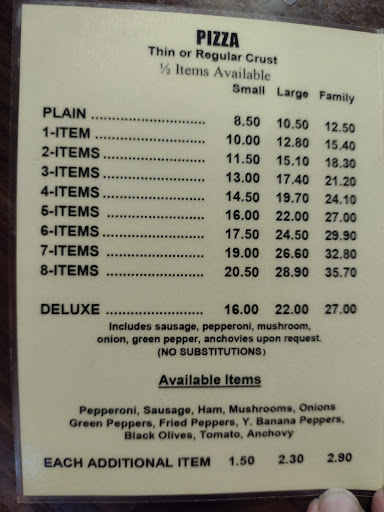 PIZZA
Thin or Regular Crust
½ Items Available
Small Large Family
PLAIN .............................. 8.50 10.50 12.50
1-ITEM ............................. 10.00 12.80 15.40
2-ITEMS ........................... 11.50 15.10 18.30
3-ITEMS ........................... 13.00 17.40 21.20
4-ITEMS ........................... 14.50 19.70 24.10
5-ITEMS ........................... 16.00 22.00 27.00
6-ITEMS ........................... 17.50 24.50 29.90
7-ITEMS ........................... 19.00 26.60 32.80
8-ITEMS ........................... 20.50 28.90 35.70
DELUXE ......................... 16.00 22.00 27.00
Includes sausage, pepperoni, mushroom,
onion, green pepper, anchovies upon request.
(NO SUBSTITUTIONS)
Available Items
Pepperoni, Sausage, Ham, Mushrooms, Onions
Green Peppers, Fried Peppers, Y. Banana Peppers,
Black Olives, Tomato, Anchovy
EACH ADDITIONAL ITEM 1.50 2.30 2.90